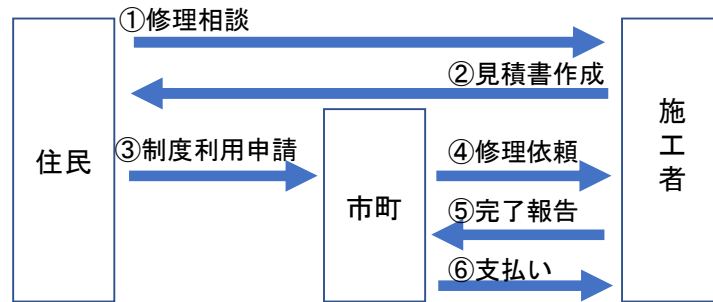 ①修理相談
②見積書作成
住民
③制度利用申請
市町
④修理依頼
⑤完了報告
⑥支払い
施工者